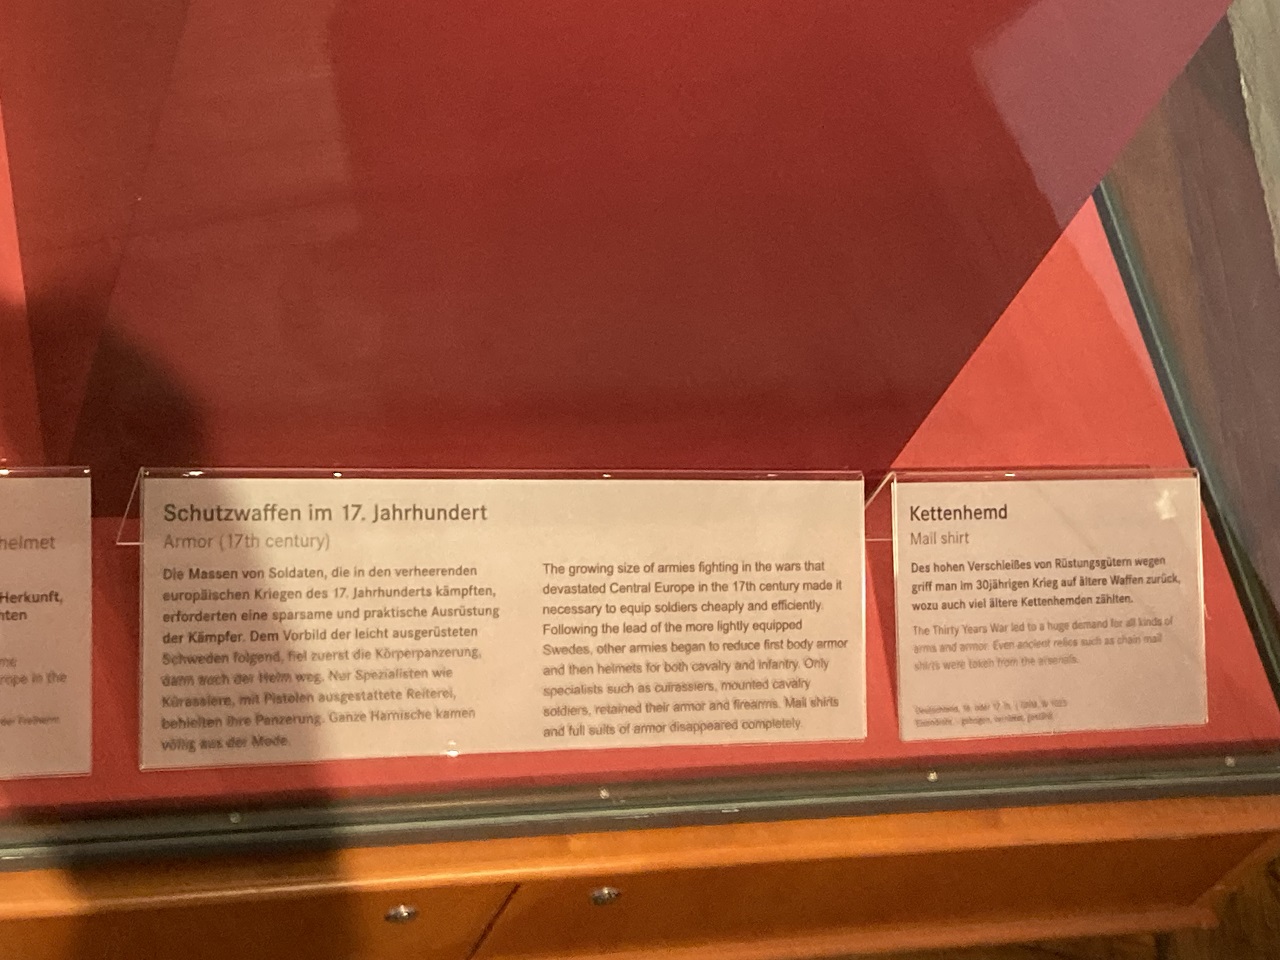 helmet
Herkunft,
rope in the
Schutzwaffen im 17. Jahrhundert
Armor (17th century)
Die Massen von Soldaten, die in den verheerenden
europäischen Kriegen des 17. Jahrhunderts kämpften,
erforderten eine sparsame und praktische Ausrüstung
der Kämpfer. Dem Vorbild der leicht ausgerüsteten
Schweden folgend, fiel zuerst die Körperpanzerung,
dann auch der Helm weg. Nur Spezialisten wie
Kürassiere, mit Pistolen ausgestattete Reiterei,
behielten ihre Panzerung. Ganze Harnische kamen
völlig aus der Mode.
The growing size of armies fighting in the wars that
devastated Central Europe in the 17th century made it
necessary to equip soldiers cheaply and efficiently.
Following the lead of the more lightly equipped
Swedes, other armies began to reduce first body armor
and then helmets for both cavalry and infantry. Only
specialists such as cuirassiers, mounted cavalry
soldiers, retained their armor and firearms. Mail shirts
and full suits of armor disappeared completely.
Kettenhemd
Mail shirt
Des hohen Verschleißes von Rüstungsgütern wegen
griff man im 30jährigen Krieg auf ältere Waffen zurück,
wozu auch viel ältere Kettenhemden zählten.
The Thirty Years War led to a huge demand for all kinds of
arms and armor. Even ancient relics such as chain mail
shirts were taken from the arsenals.